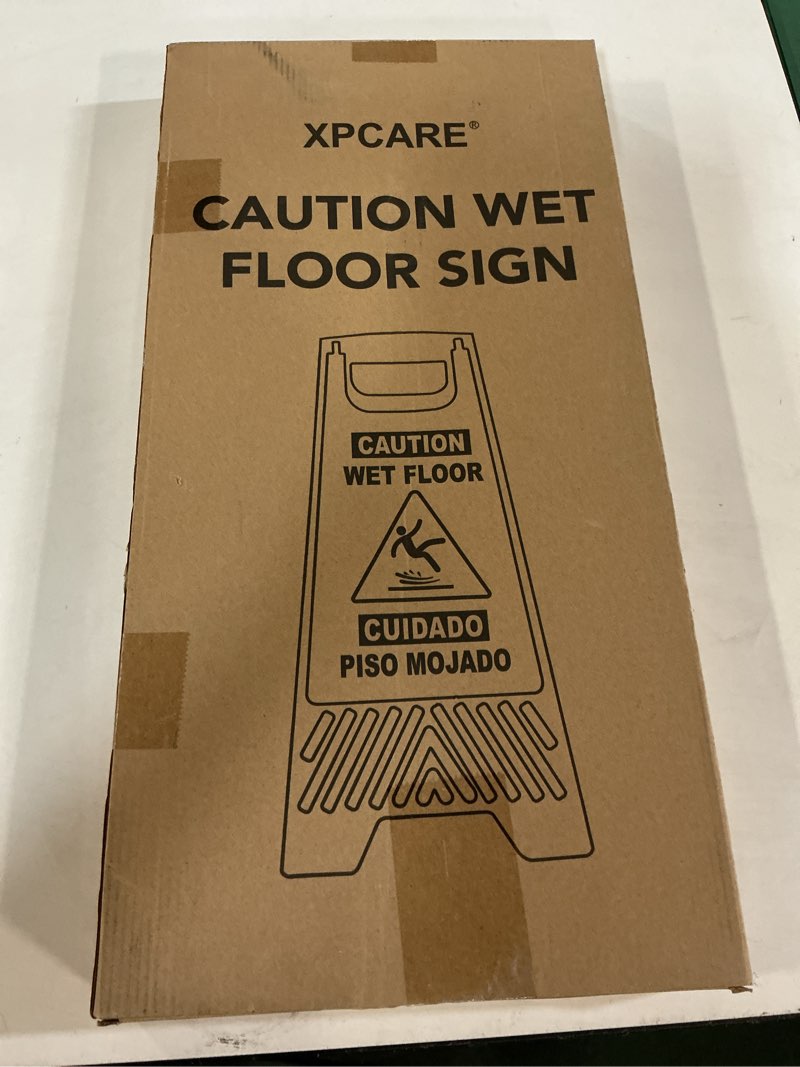 XPCARE®
CAUTION WET
FLOOR SIGN
CAUTION
WET FLOOR
CUIDADO
PISO MOJADO